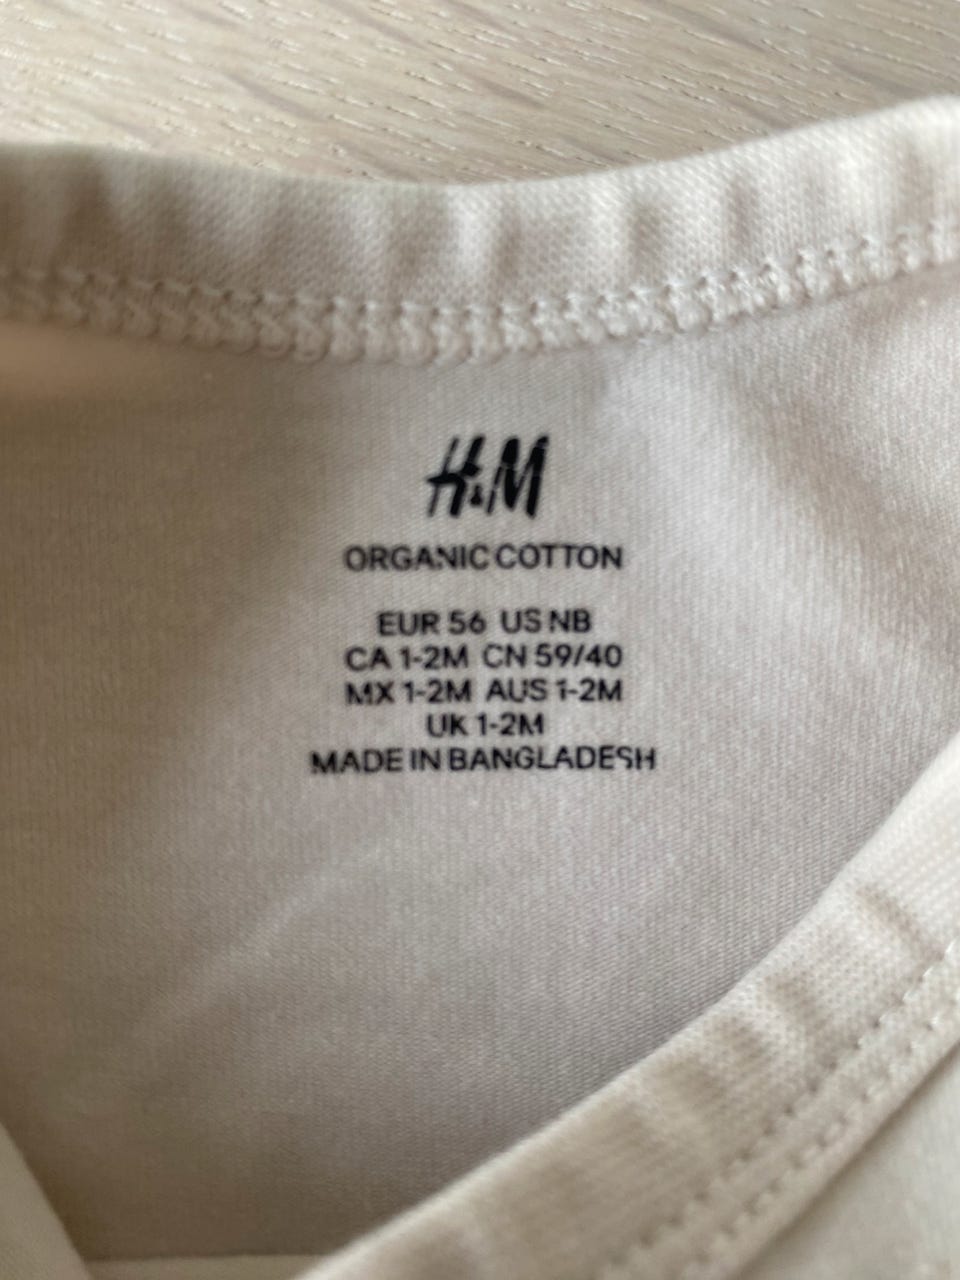 H&M
ORGANIC COTTON
EUR 56 US NB
CA 1-2M CN 59/40
MX 1-2M AUS 1-2M
UK 1-2M
MADE IN BANGLADESH